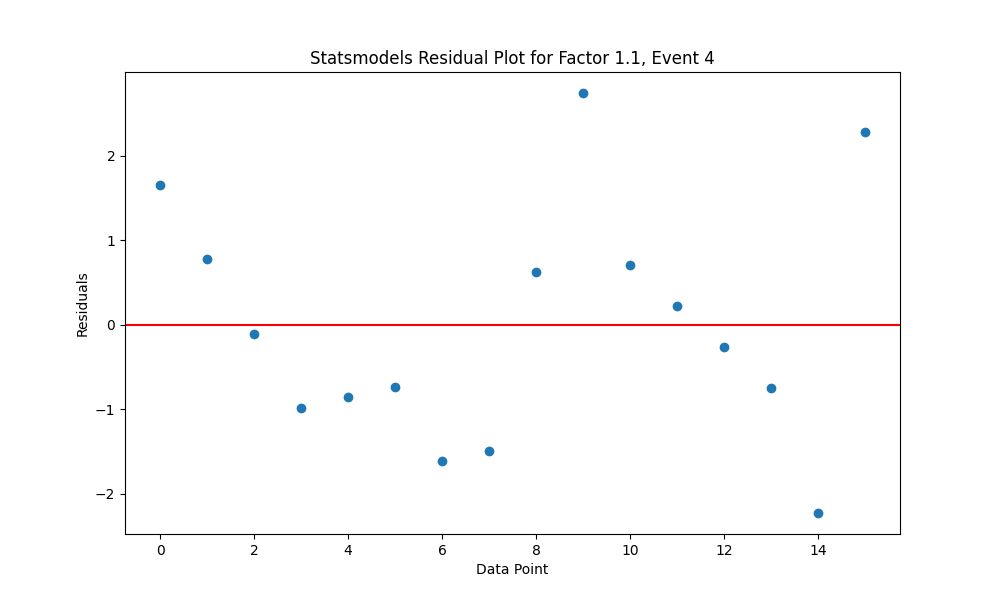 Statsmodels Residual Plot for Factor 1.1, Event 4
2
1
0
−1
−2
Residuals
0 2 4 6 8 10 12 14
Data Point